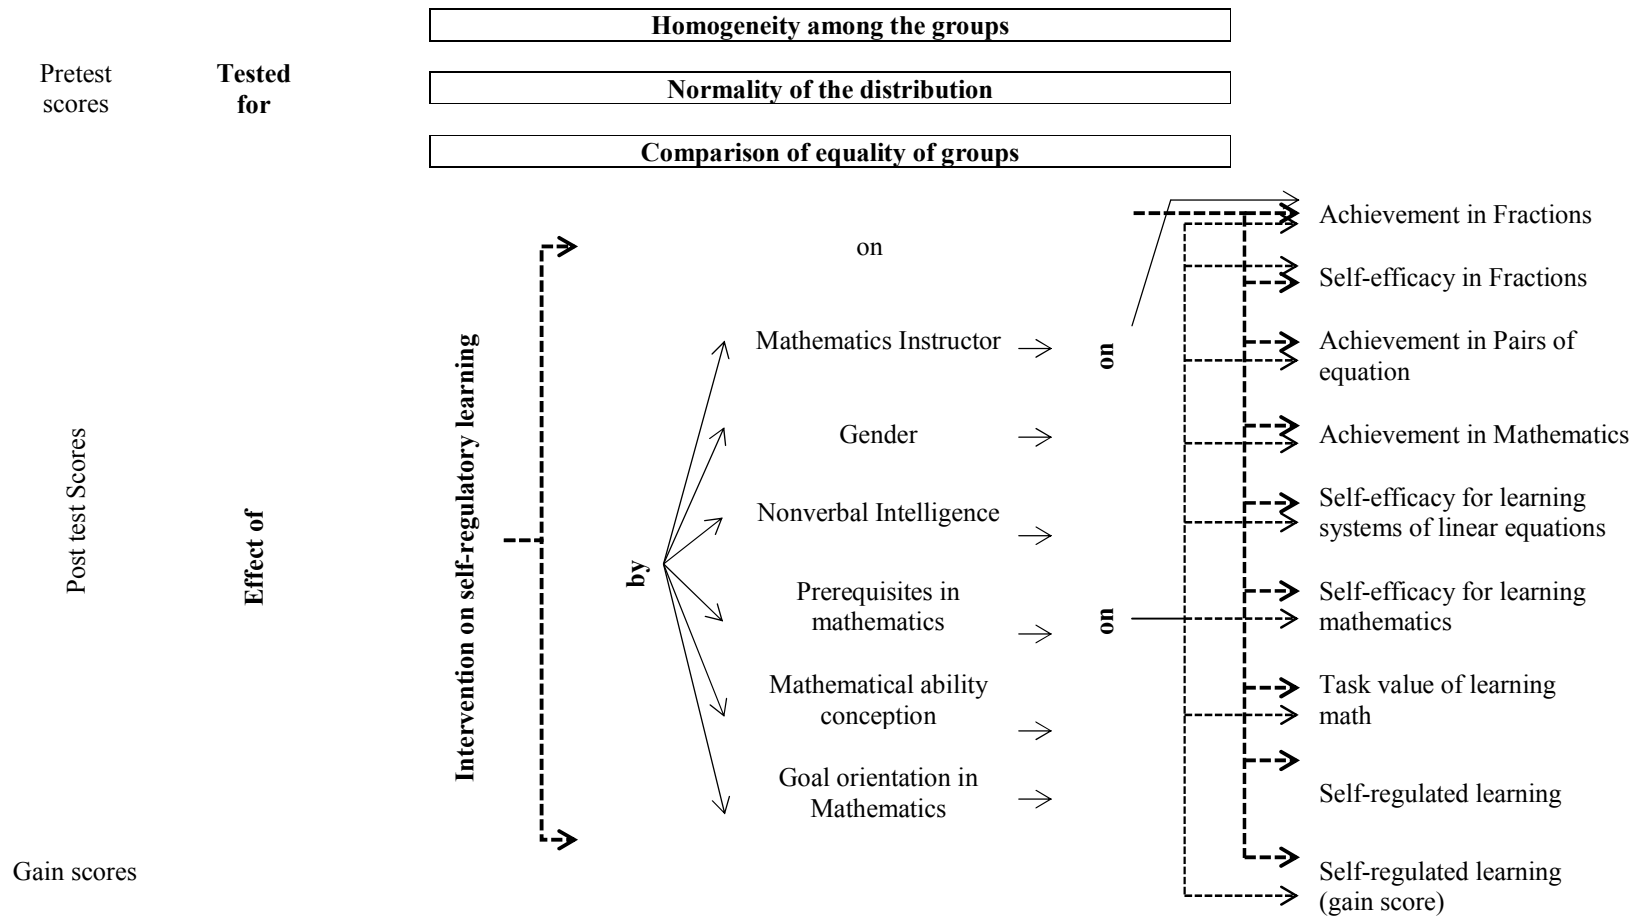 Homogeneity among the groups
Pretest
scores
Tested
for
Normality of the distribution
Comparison of equality of groups
Post test Scores
Effect of
Intervention on self-regulatory learning
on
by
Mathematics Instructor
Gender
Nonverbal Intelligence
Prerequisites in
mathematics
Mathematical ability
conception
Goal orientation in
Mathematics
on
on
Achievement in Fractions
Self-efficacy in Fractions
Achievement in Pairs of
equation
Achievement in Mathematics
Self-efficacy for learning
systems of linear equations
Self-efficacy for learning
mathematics
Task value of learning
math
Self-regulated learning
Gain scores
Self-regulated learning
(gain score)